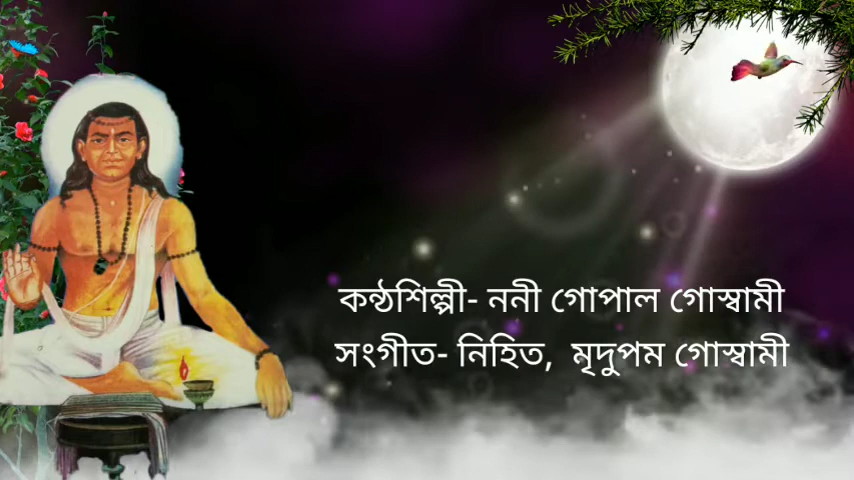 কন্ঠশিল্পী- ননী গোপাল গোস্বামী
সংগীত- নিহিত, মৃদুপম গোস্বামী